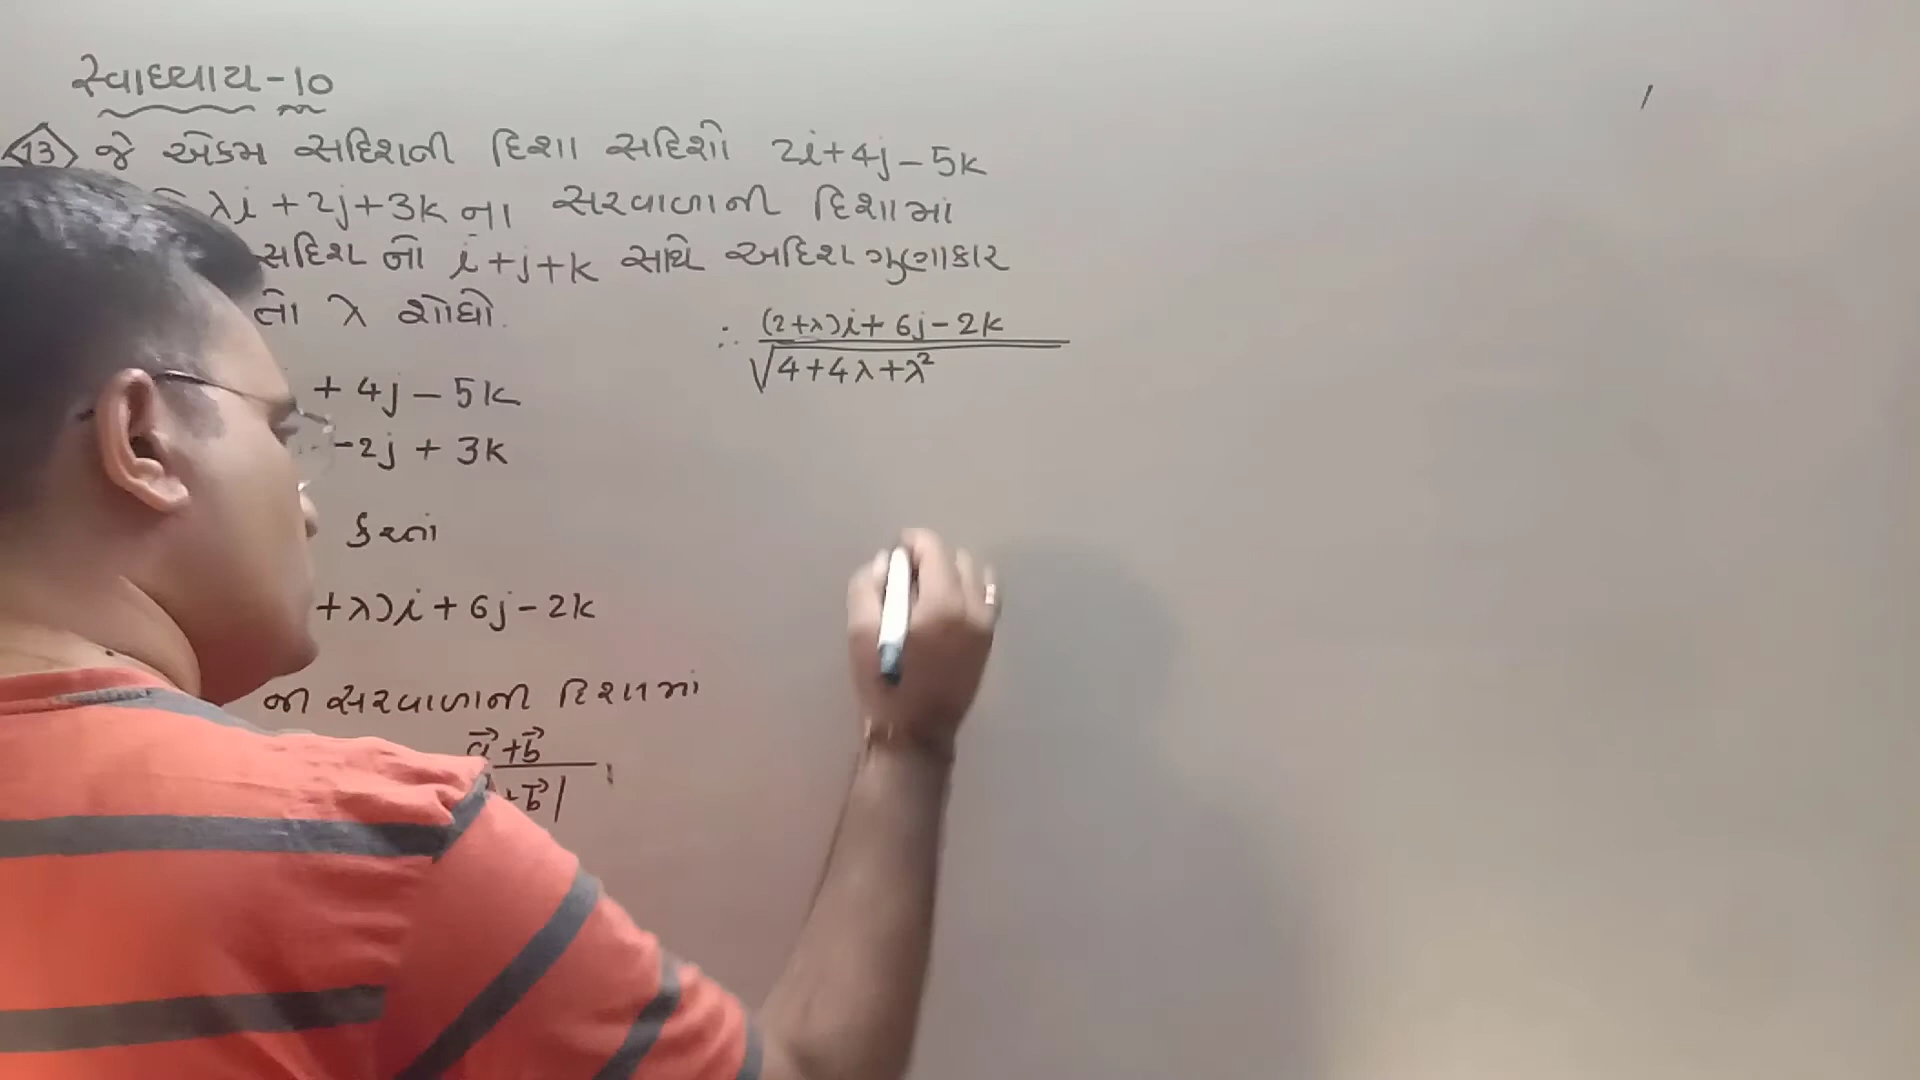 સ્વાધ્યાય-10
13 જે એકમ સદિશની દિશા સદિશો 2i+4j-5k
λi+2j+3k ના સરવાળાની દિશામાં
સદિશ નો i+j+k સાથે અદિશ ગુણાકાર
તો λ શોધો.
+ 4j - 5k
-2j + 3k
કરતાં
+λ)i + 6j - 2k
ના સરવાળાની દિશામાં
a⃗+b⃗
+b⃗|
∴ (2+λ)i+ 6j - 2k
√4+4λ+λ²